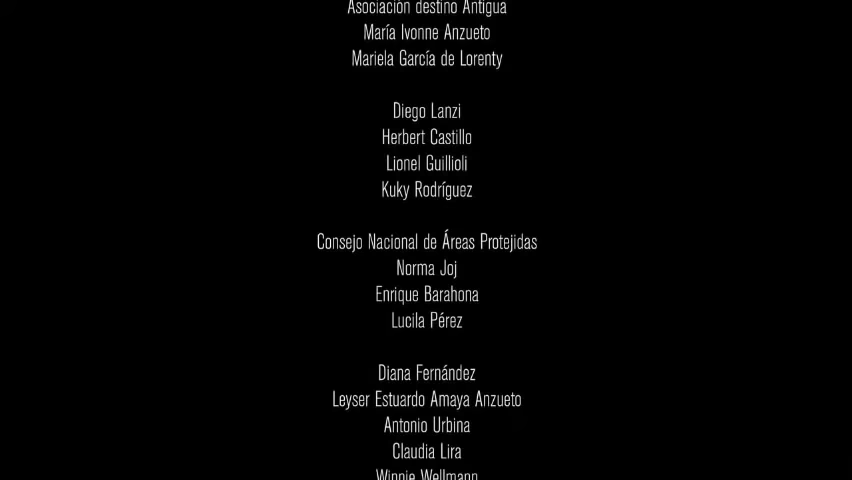 Asociación destino Antigua
María Ivonne Anzueto
Mariela García de Lorenty
Diego Lanzi
Herbert Castillo
Lionel Guillioli
Kuky Rodríguez
Consejo Nacional de Áreas Protejidas
Norma Joj
Enrique Barahona
Lucila Pérez
Diana Fernández
Leyser Estuardo Amaya Anzueto
Antonio Urbina
Claudia Lira
Winnie Wellmann